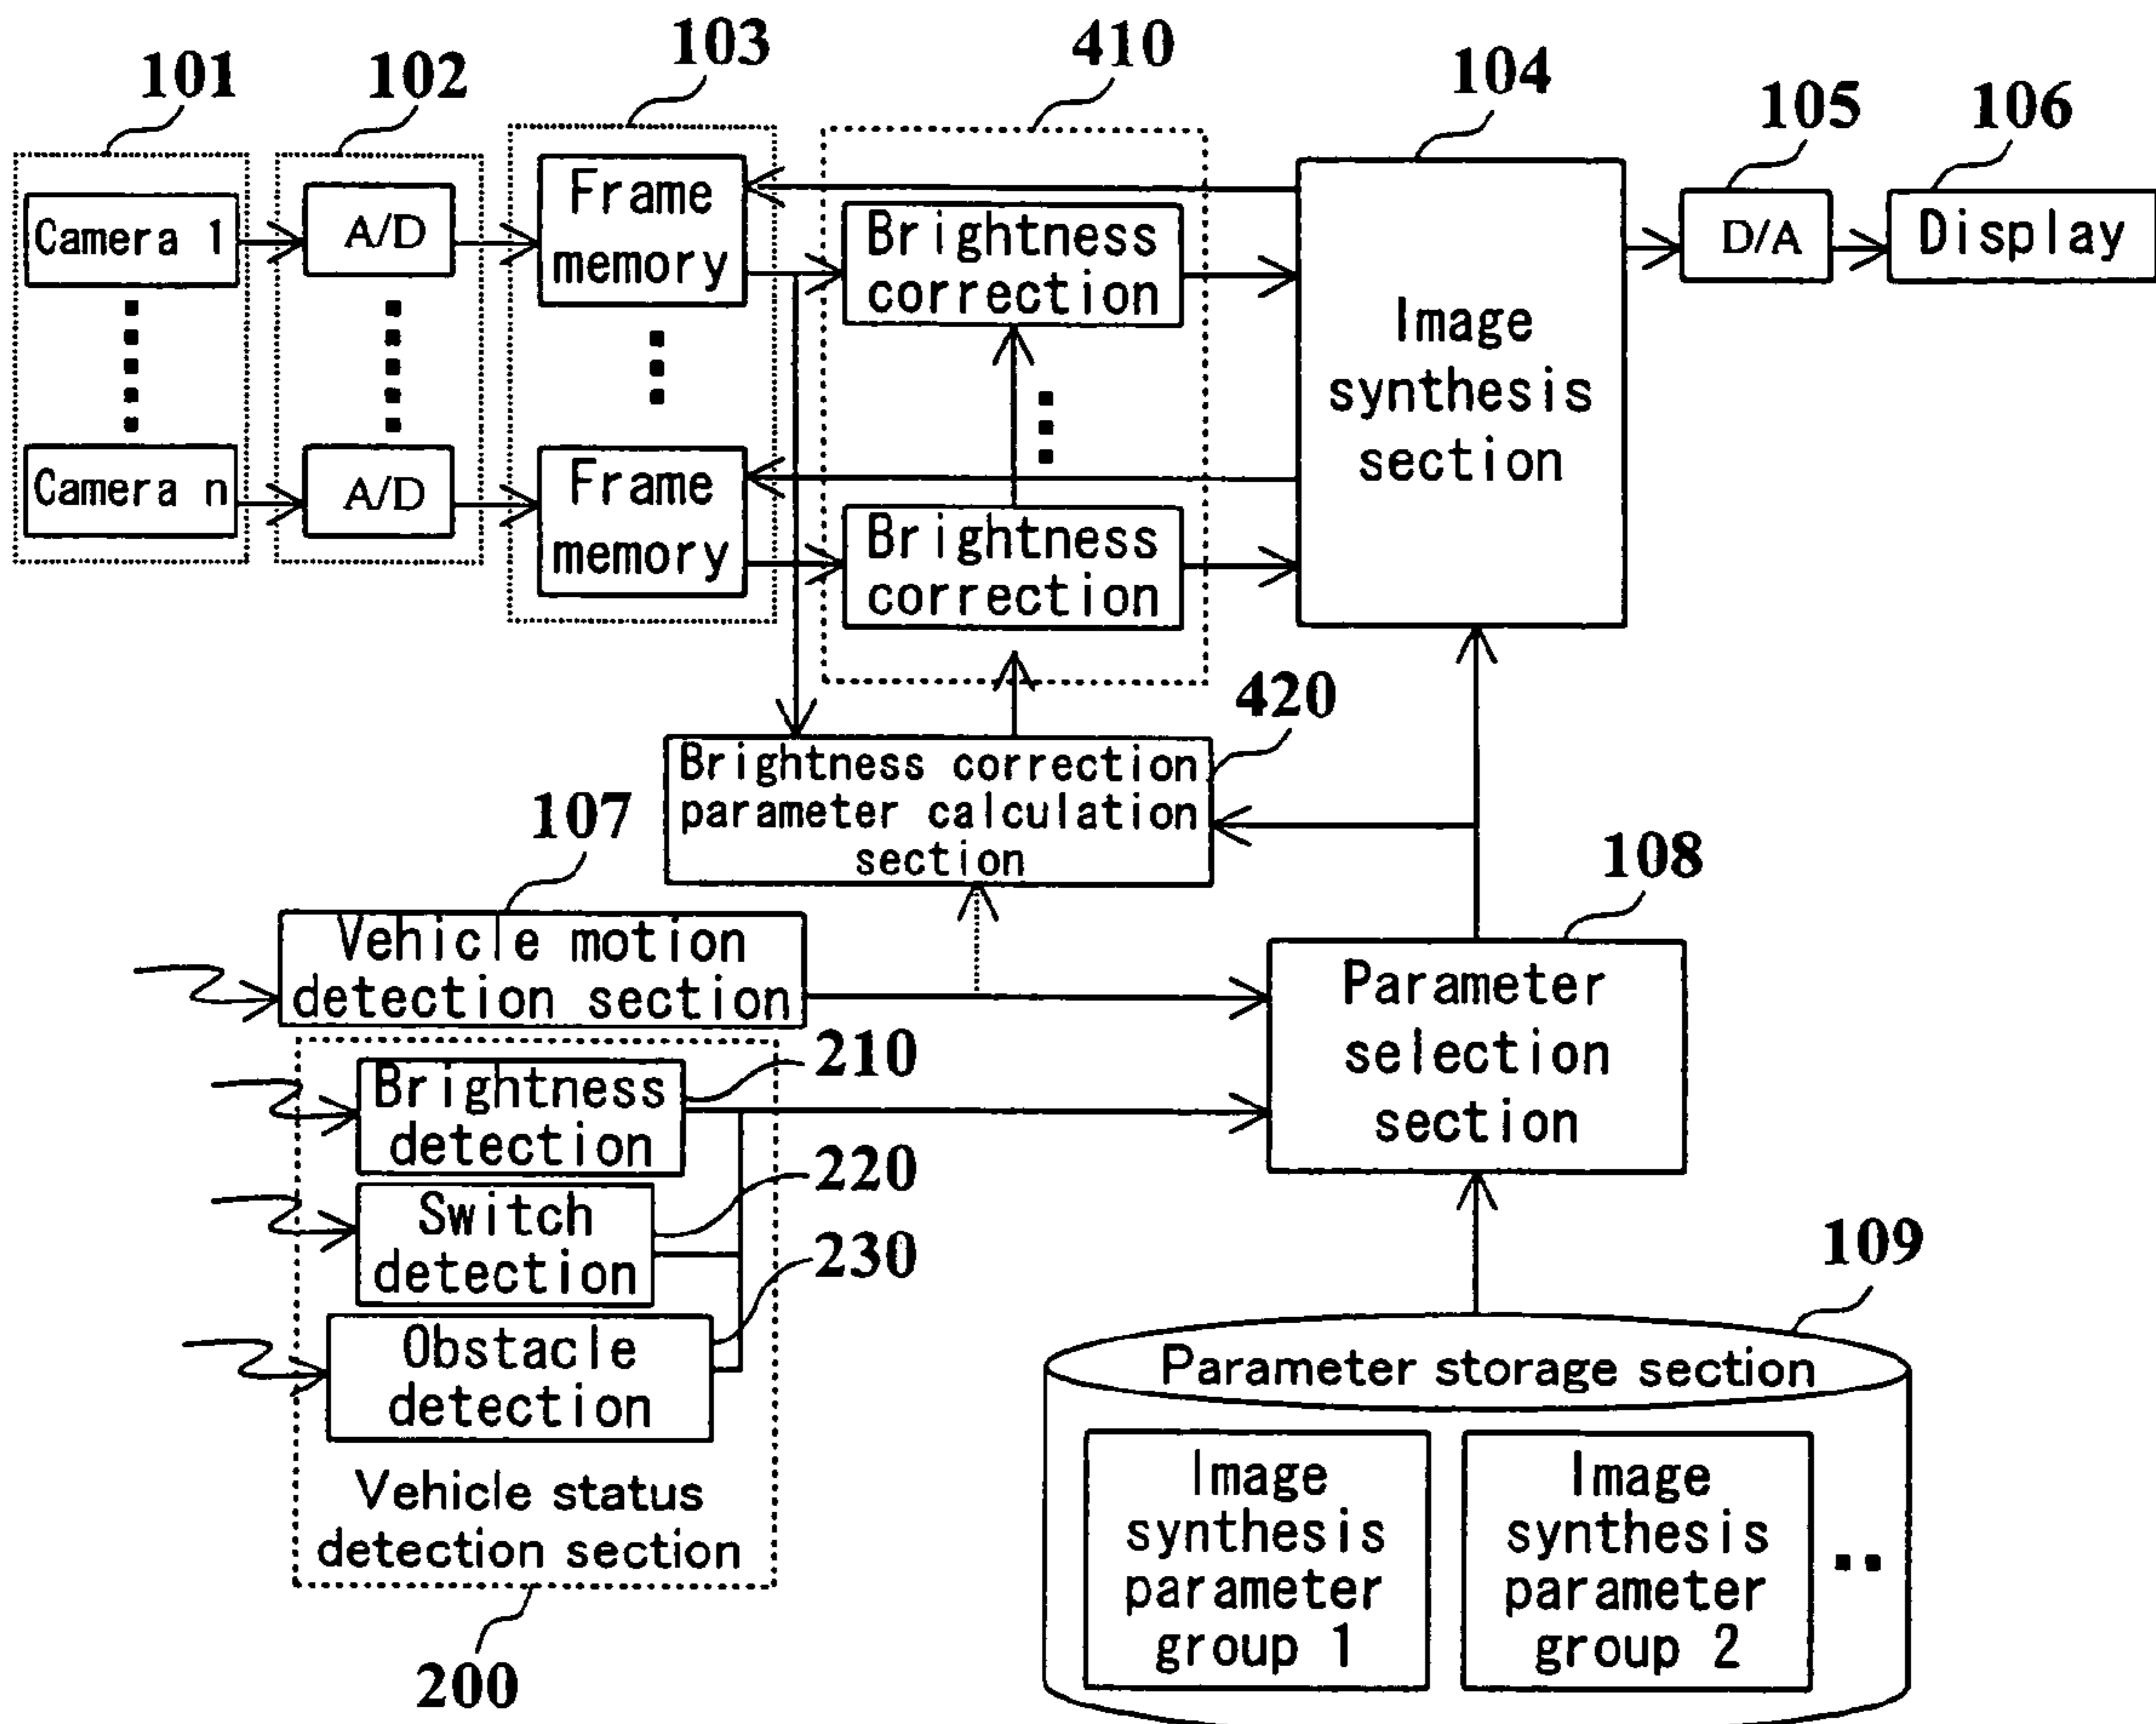 101
102
103
410
104
105
106
Camera 1
A/D
Frame
memory
Brightness
correction
Image
synthesis
section
D/A
Display
Camera n
A/D
Frame
memory
Brightness
correction
420
Brightness correction
parameter calculation
section
107
Vehicle motion
detection section
108
Parameter
selection
section
210
Brightness
detection
220
Switch
detection
230
Obstacle
detection
Vehicle status
detection section
200
109
Parameter storage section
Image
synthesis
parameter
group 1
Image
synthesis
parameter
group 2